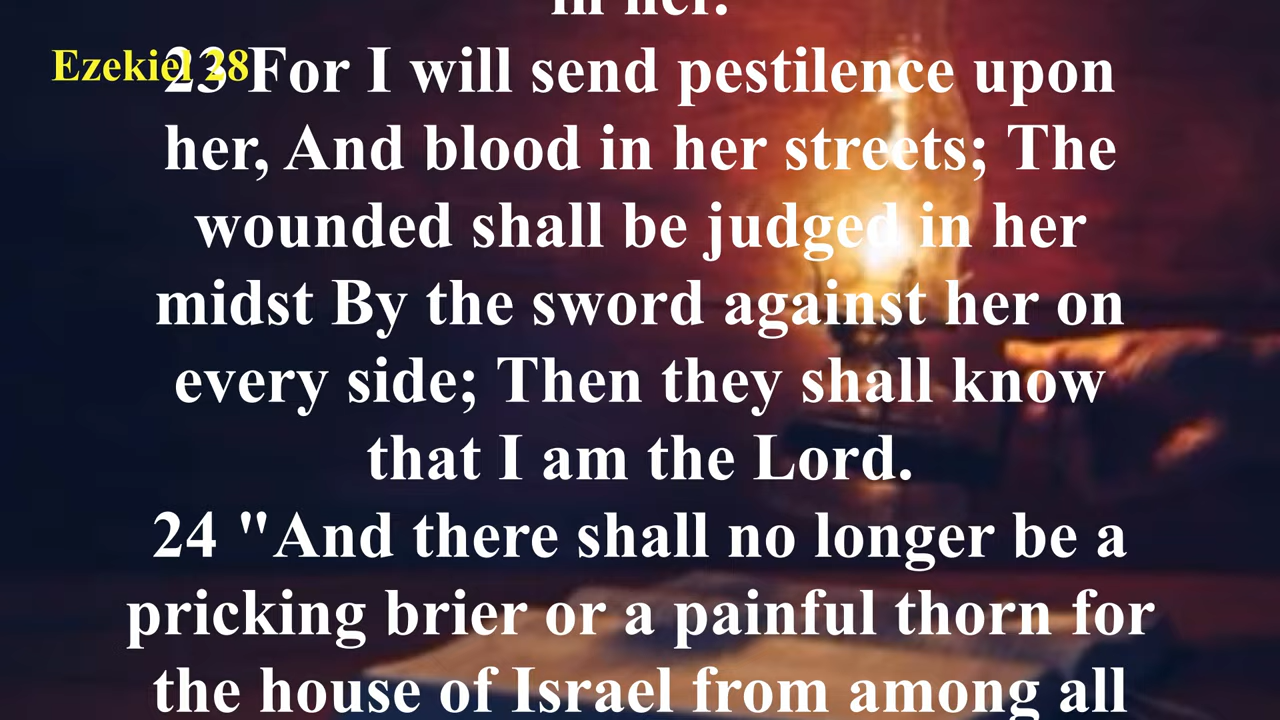 in her.
Ezekiel 28
23 For I will send pestilence upon
her, And blood in her streets; The
wounded shall be judged in her
midst By the sword against her on
every side; Then they shall know
that I am the Lord.
24 "And there shall no longer be a
pricking brier or a painful thorn for
the house of Israel from among all